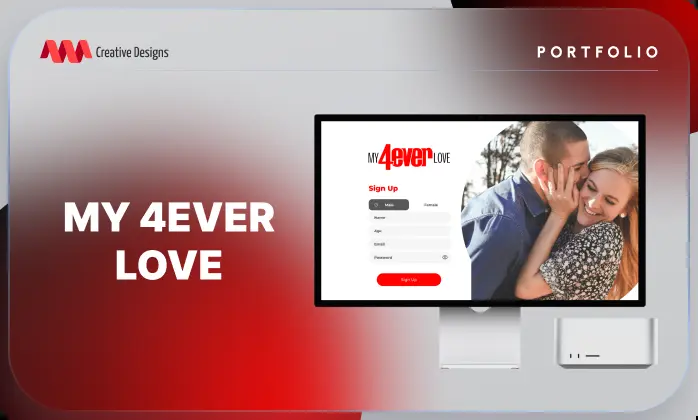 Creative Designs
PORTFOLIO
MY 4EVER
LOVE
MY 4ever LOVE
Sign Up
Male
Female
Name
Age
Email
Password
Sign Up